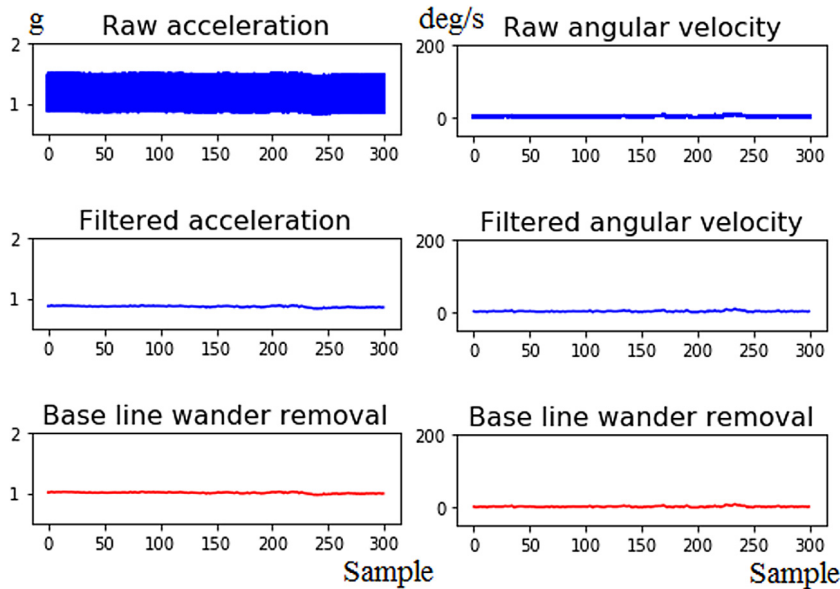 g
Raw acceleration
2
1
0 50 100 150 200 250 300
deg/s
Raw angular velocity
200
0
0 50 100 150 200 250 300
Filtered acceleration
2
1
0 50 100 150 200 250 300
Filtered angular velocity
200
0
0 50 100 150 200 250 300
Base line wander removal
2
1
0 50 100 150 200 250 300
Sample
Base line wander removal
200
0
0 50 100 150 200 250 300
Sample